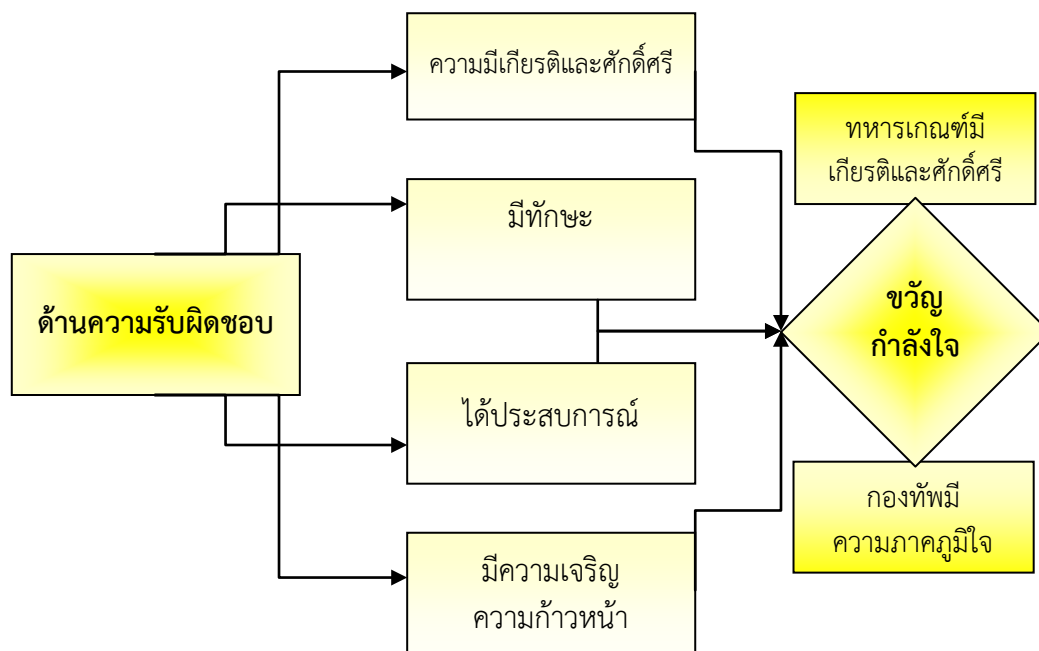 ความมีเกียรติและศักดิ์ศรี
ทหารเกณฑ์มี
เกียรติและศักดิ์ศรี
มีทักษะ
ด้านความรับผิดชอบ
ขวัญ
กำลังใจ
ได้ประสบการณ์
กองทัพมี
ความภาคภูมิใจ
มีความเจริญ
ความก้าวหน้า